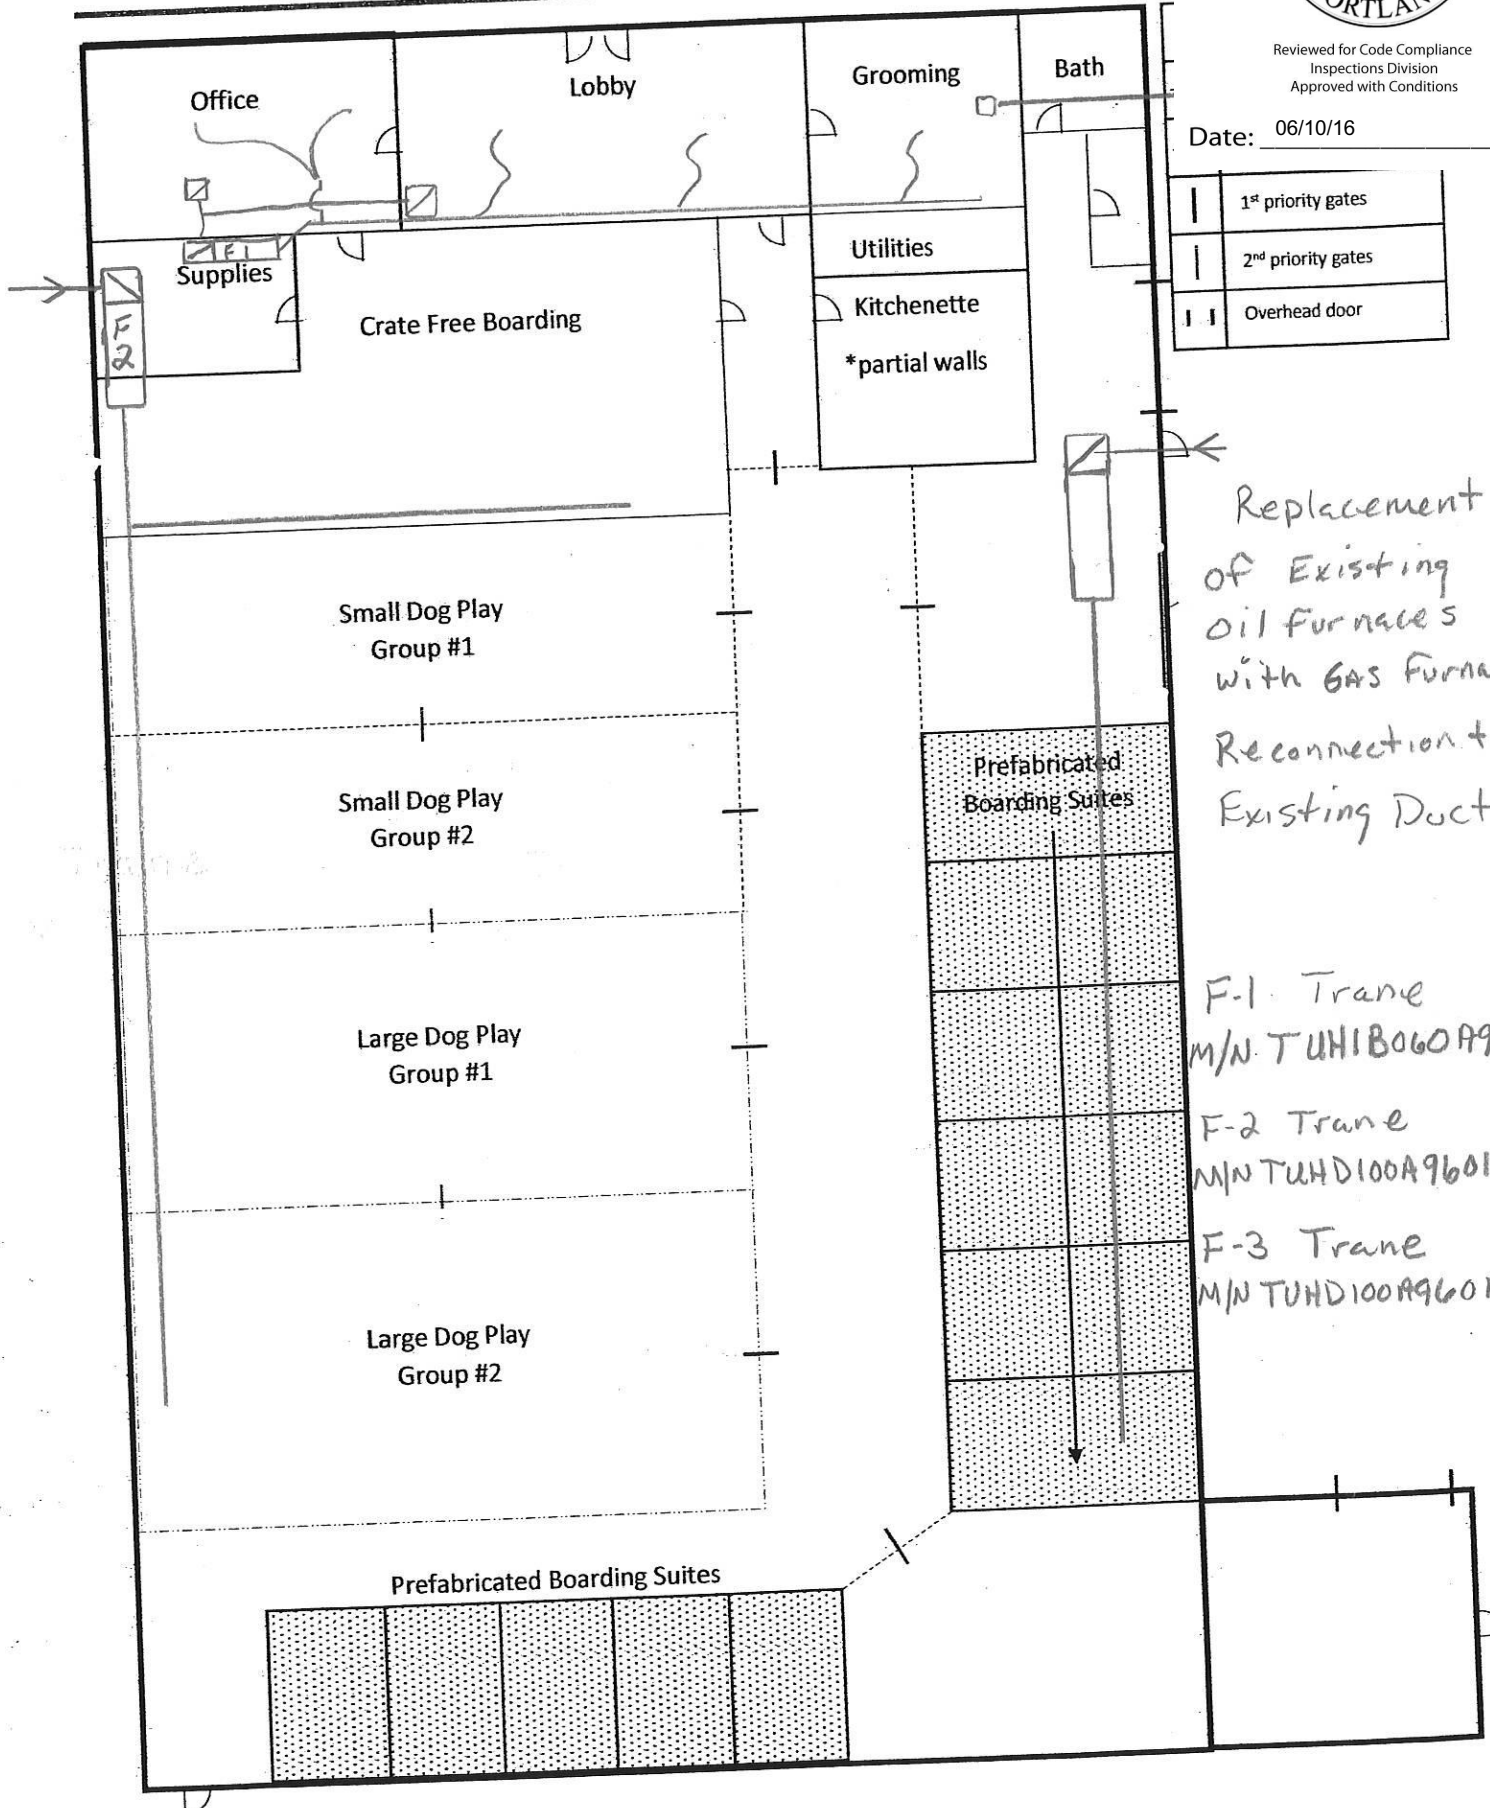 Reviewed for Code Compliance
Inspections Division
Approved with Conditions
Date: 06/10/16
Office
Lobby
Grooming
Bath
1st priority gates
2nd priority gates
Overhead door
F1
Supplies
F
2
Utilities
Kitchenette
*partial walls
Crate Free Boarding
Replacement
of Existing
oil furnaces
with GAS
Reconnection
Existing Duct
Small Dog Play
Group #1
Small Dog Play
Group #2
Prefabricated
Boarding Suites
Large Dog Play
Group #1
F-1 Trane
M/N TUH1B060A9
F-2 Trane
M/N TUHD100A9601
F-3 Trane
M/N TUHD100A960
Large Dog Play
Group #2
Prefabricated Boarding Suites